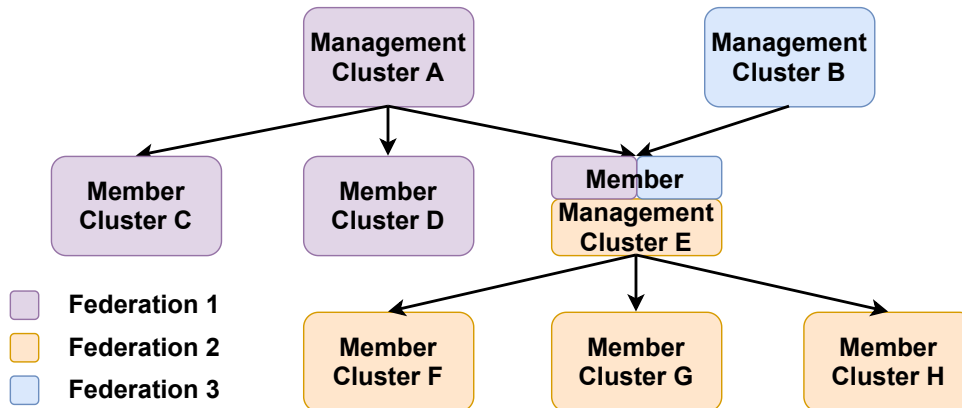 Management
Cluster A
Management
Cluster B
Member
Cluster C
Member
Cluster D
Member
Management
Cluster E
Federation 1
Federation 2
Federation 3
Member
Cluster F
Member
Cluster G
Member
Cluster H